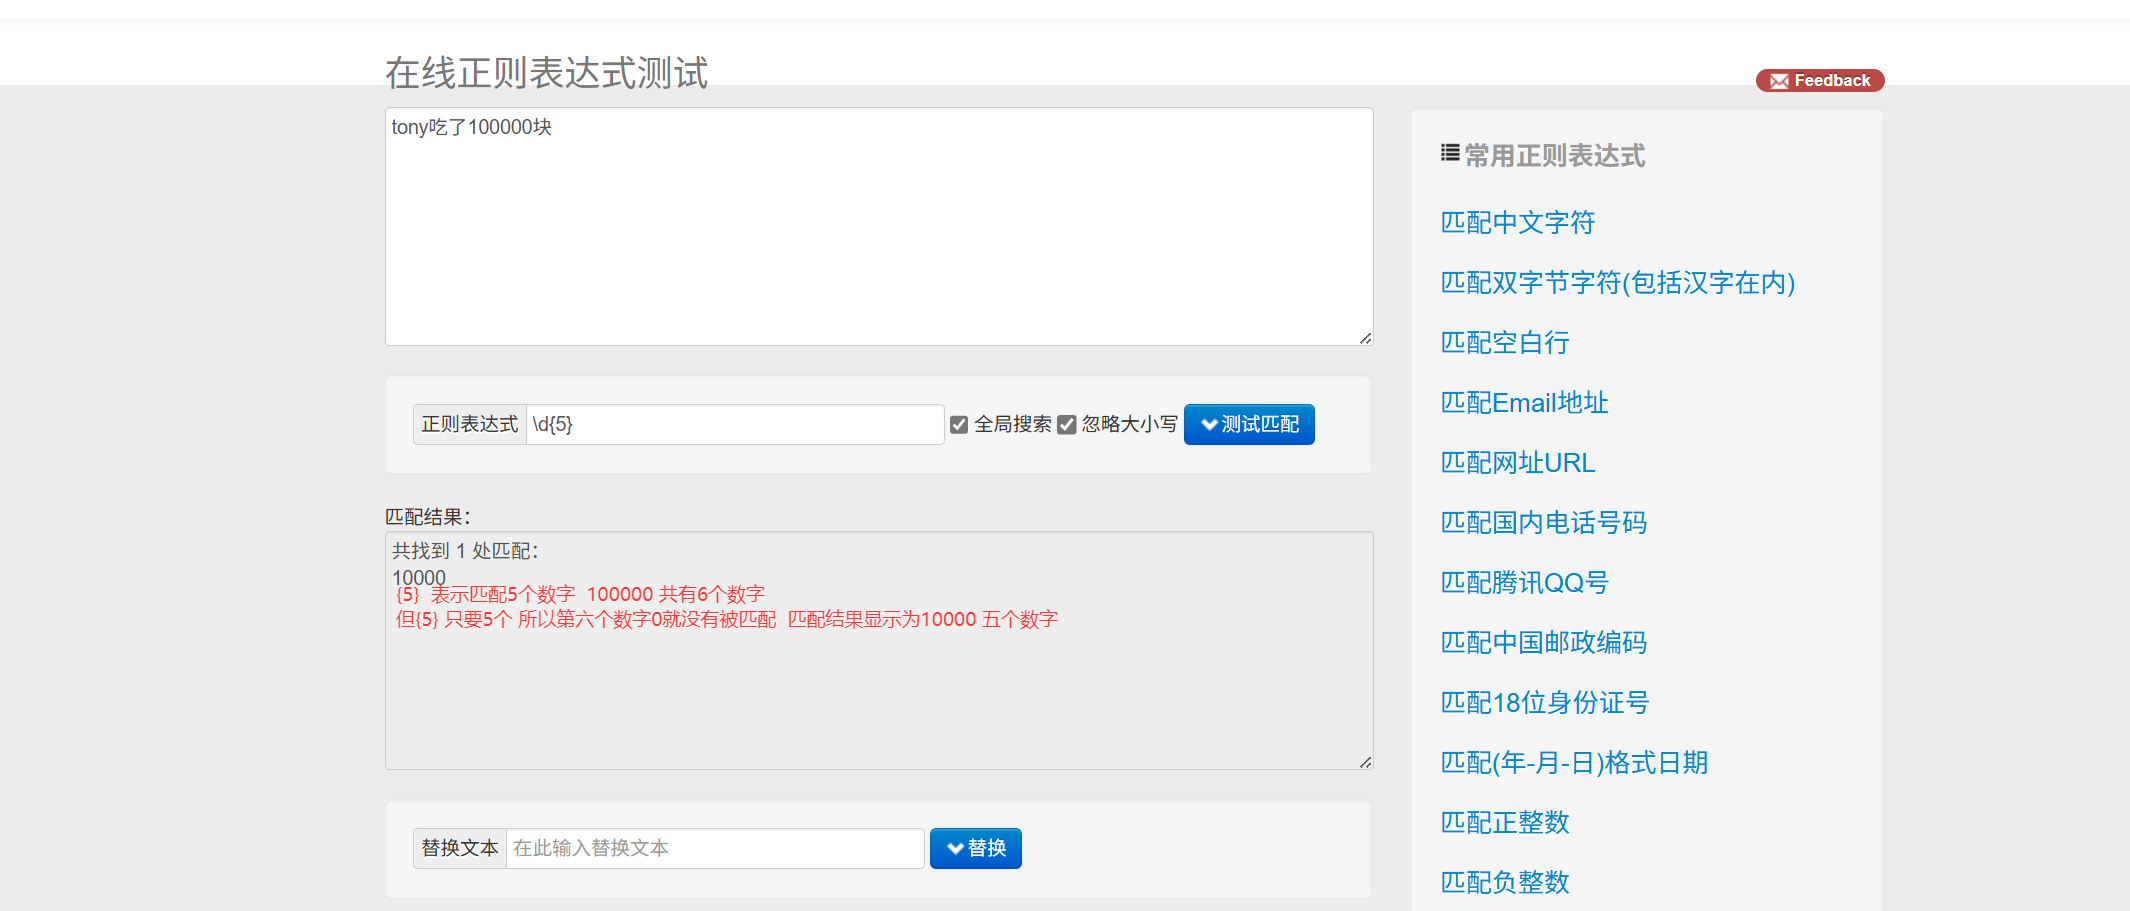 在线正则表达式测试
Feedback
tony吃了100000块
正则表达式 \d{5} 全局搜索 忽略大小写 测试匹配
匹配结果：
共找到 1 处匹配：
10000
{5} 表示匹配5个数字 100000 共有6个数字
但{5} 只要5个 所以第六个数字0就没有被匹配 匹配结果显示为10000 五个数字
替换文本 在此输入替换文本 替换
常用正则表达式
匹配中文字符
匹配双字节字符(包括汉字在内)
匹配空白行
匹配Email地址
匹配网址URL
匹配国内电话号码
匹配腾讯QQ号
匹配中国邮政编码
匹配18位身份证号
匹配(年-月-日)格式日期
匹配正整数
匹配负整数